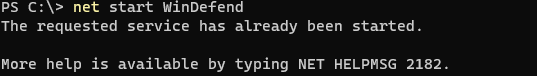 PS C:\> net start WinDefend
The requested service has already been started.
More help is available by typing NET HELPMSG 2182.